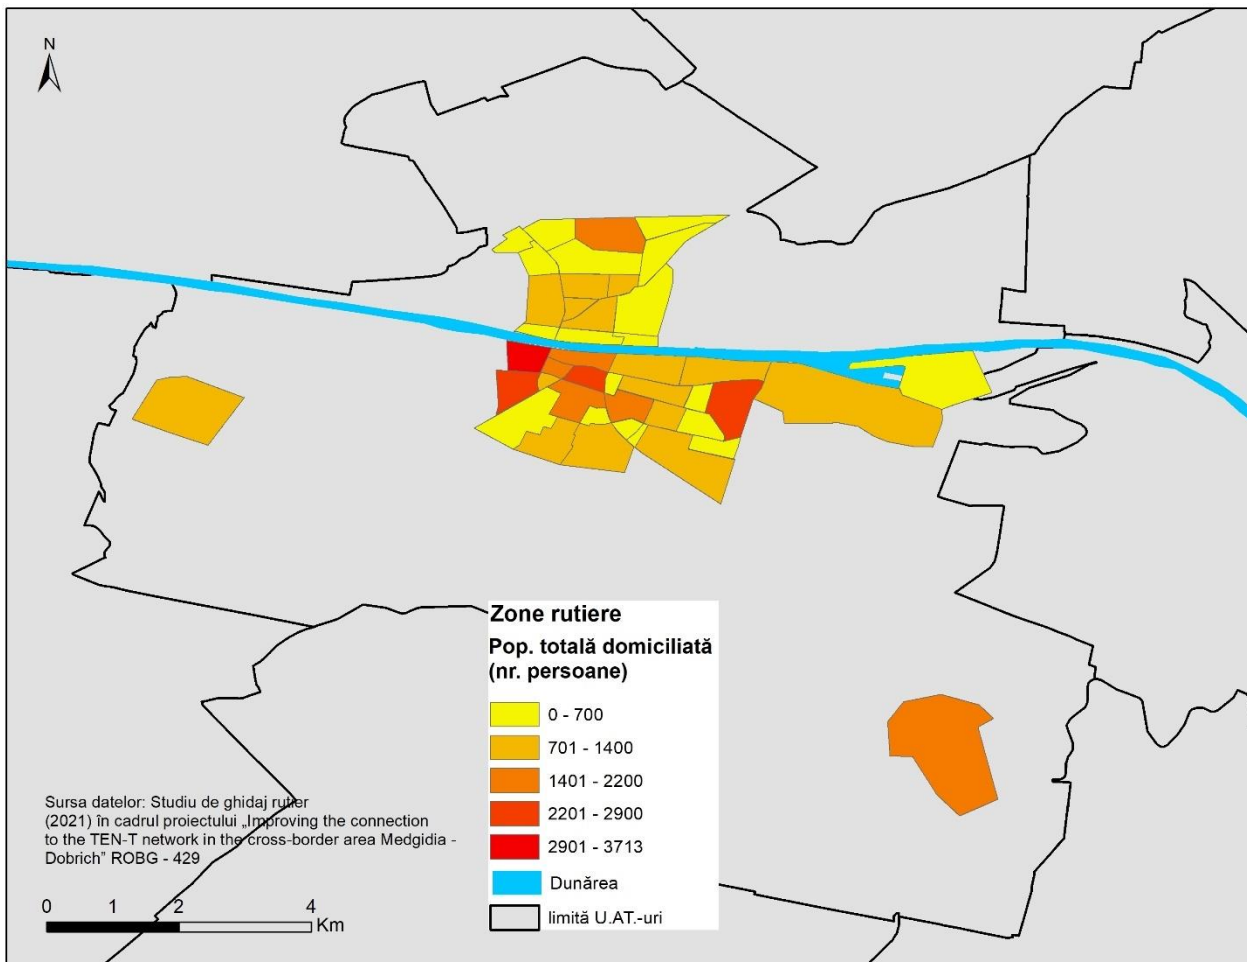 N
Zone rutiere
Pop. totală domiciliată
(nr. persoane)
0 - 700
701 - 1400
1401 - 2200
2201 - 2900
2901 - 3713
Dunărea
limită U.AT.-uri
Sursa datelor: Studiu de ghidaj rutier
(2021) în cadrul proiectului „Improving the connection
to the TEN-T network in the cross-border area Medgidia -
Dobrich” ROBG - 429
0 1 2 4
Km